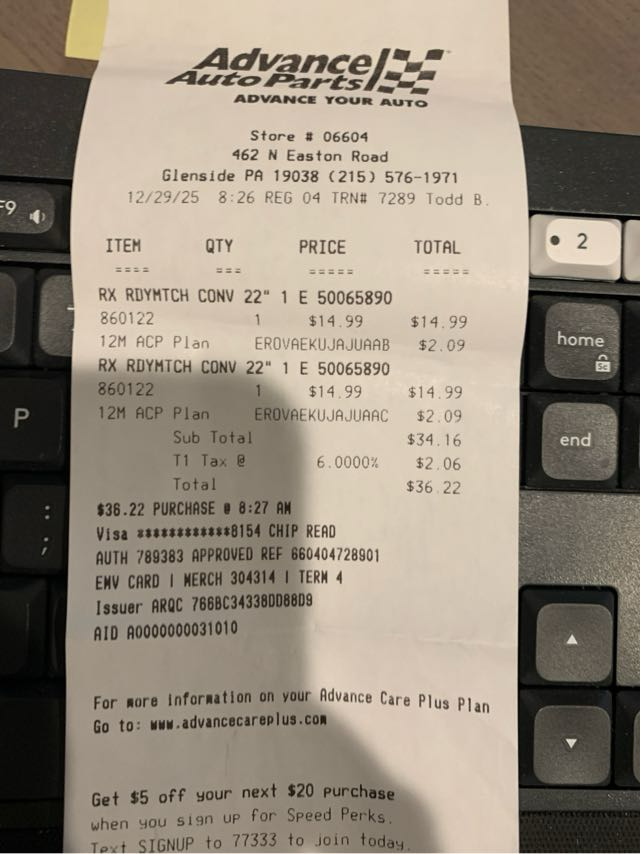 Advance
Auto Parts
ADVANCE YOUR AUTO
Store # 06604
462 N Easton Road
Glenside PA 19038 (215) 576-1971
12/29/25 8:26 REG 04 TRN# 7289 Todd B.
ITEM QTY PRICE TOTAL
==== === ===== =====
RX RDYMTCH CONV 22" 1 E 50065890
860122 1 $14.99 $14.99
12M ACP Plan EROVAEKUJAJUAAB $2.09
RX RDYMTCH CONV 22" 1 E 50065890
860122 1 $14.99 $14.99
12M ACP Plan EROVAEKUJAJUAAC $2.09
Sub Total $34.16
T1 Tax @ 6.0000% $2.06
Total $36.22
$36.22 PURCHASE @ 8:27 AM
Visa ************8154 CHIP READ
AUTH 789383 APPROVED REF 660404728901
EMV CARD | MERCH 304314 | TERM 4
Issuer ARQC 766BC34338DD88D9
AID A0000000031010
For more information on your Advance Care Plus Plan
Go to: www.advancecareplus.com
Get $5 off your next $20 purchase
when you sign up for Speed Perks.
Text SIGNUP to 77333 to join today.
F9
P
:
;
2
home
Sc
end